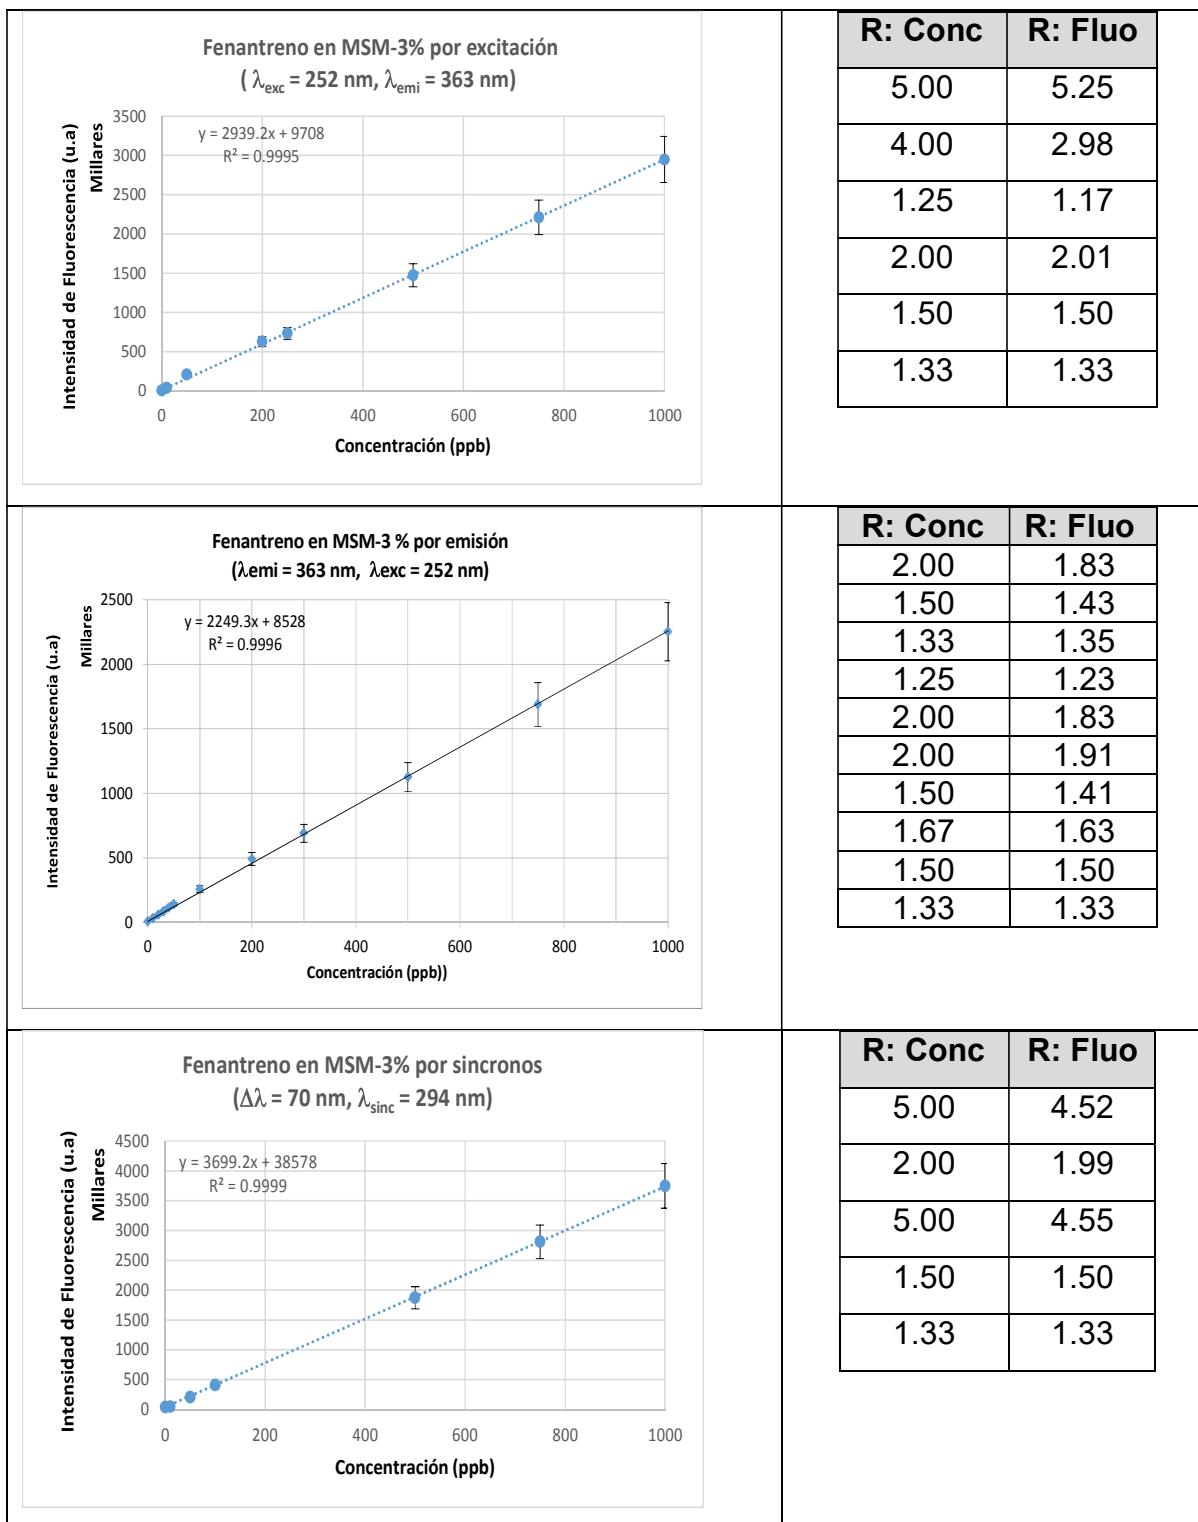 Fenantreno en MSM-3% por excitación
( λexc = 252 nm, λemi = 363 nm)
Intensidad de Fluorescencia (u.a)
Millares
y = 2939.2x + 9708
R² = 0.9995
3500
3000
2500
2000
1500
1000
500
0
0 200 400 600 800 1000
Concentración (ppb)
R: Conc R: Fluo
5.00 5.25
4.00 2.98
1.25 1.17
2.00 2.01
1.50 1.50
1.33 1.33
Fenantreno en MSM-3 % por emisión
(λemi = 363 nm, λexc = 252 nm)
Intensidad de Fluorescencia (u.a)
Millares
y = 2249.3x + 8528
R² = 0.9996
2500
2000
1500
1000
500
0
0 200 400 600 800 1000
Concentración (ppb))
R: Conc R: Fluo
2.00 1.83
1.50 1.43
1.33 1.35
1.25 1.23
2.00 1.83
2.00 1.91
1.50 1.41
1.67 1.63
1.50 1.50
1.33 1.33
Fenantreno en MSM-3% por sincronos
(Δλ = 70 nm, λsinc = 294 nm)
Intensidad de Fluorescencia (u.a)
Millares
y = 3699.2x + 38578
R² = 0.9999
4500
4000
3500
3000
2500
2000
1500
1000
500
0
0 200 400 600 800 1000
Concentración (ppb)
R: Conc R: Fluo
5.00 4.52
2.00 1.99
5.00 4.55
1.50 1.50
1.33 1.33